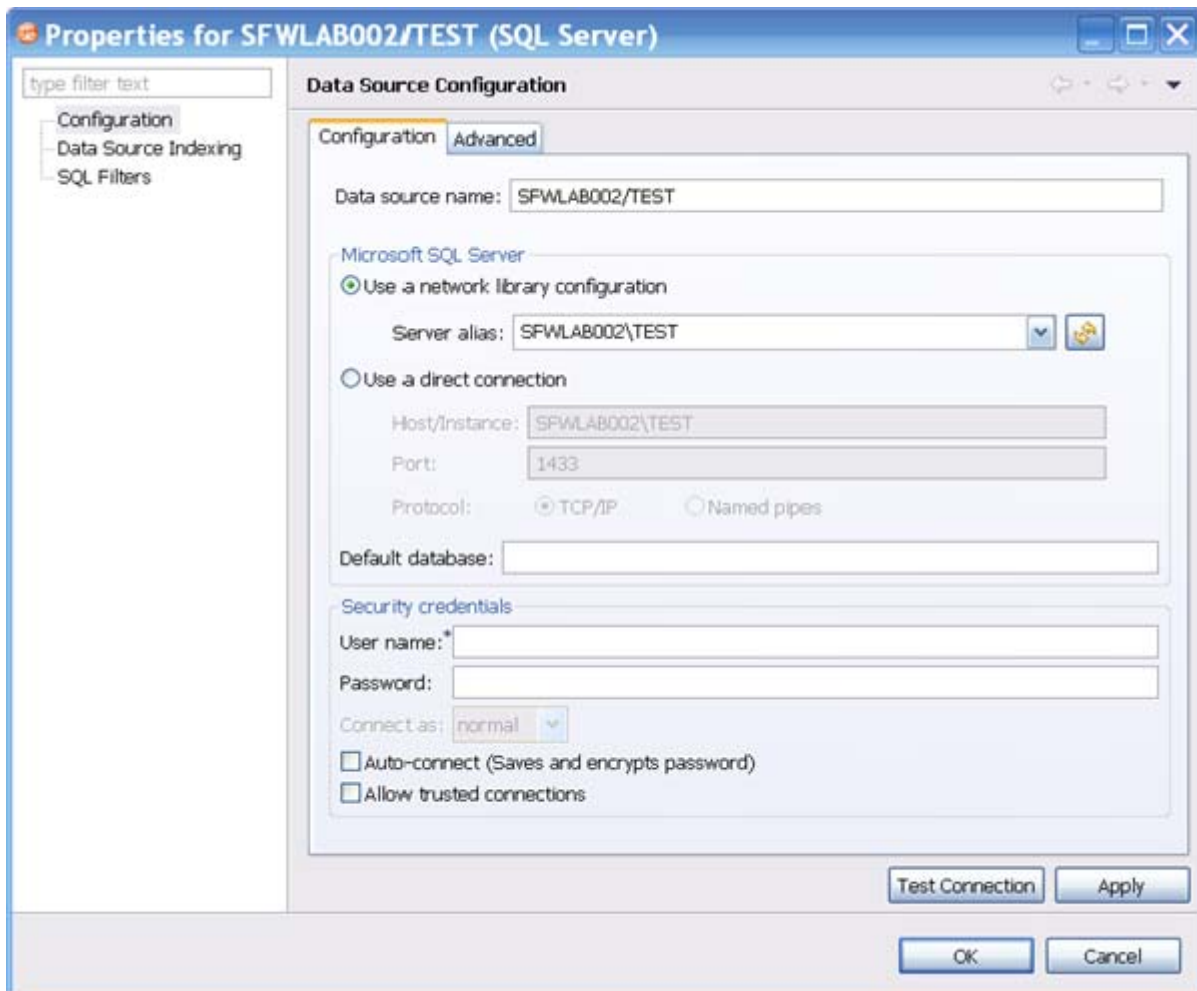 Properties for SFWLAB002/TEST (SQL Server)
type filter text
Configuration
Data Source Indexing
SQL Filters
Data Source Configuration
Configuration Advanced
Data source name: SFWLAB002/TEST
Microsoft SQL Server
Use a network library configuration
Server alias: SFWLAB002\TEST
Use a direct connection
Host/Instance: SFWLAB002\TEST
Port: 1433
Protocol: TCP/IP Named pipes
Default database:
Security credentials
User name:*
Password:
Connect as: normal
Auto-connect (Saves and encrypts password)
Allow trusted connections
Test Connection Apply
OK Cancel